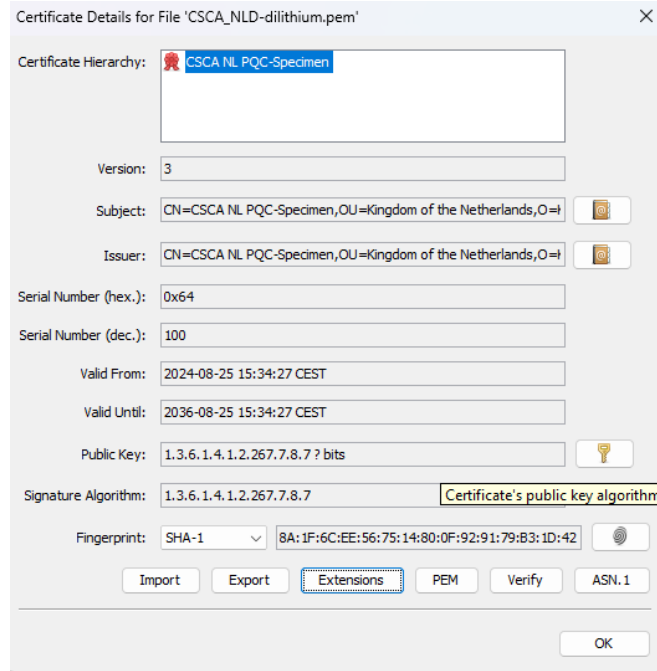 Certificate Details for File 'CSCA_NLD-dilithium.pem'
Certificate Hierarchy: CSCA NL PQC-Specimen
Version: 3
Subject: CN=CSCA NL PQC-Specimen,OU=Kingdom of the Netherlands,O=
Issuer: CN=CSCA NL PQC-Specimen,OU=Kingdom of the Netherlands,O=
Serial Number (hex.): 0x64
Serial Number (dec.): 100
Valid From: 2024-08-25 15:34:27 CEST
Valid Until: 2036-08-25 15:34:27 CEST
Public Key: 1.3.6.1.4.1.2.267.7.8.7 ? bits
Signature Algorithm: 1.3.6.1.4.1.2.267.7.8.7 Certificate's public key algorithm
Fingerprint: SHA-1 8A:1F:6C:EE:56:75:14:80:0F:92:91:79:B3:1D:42
Import Export Extensions PEM Verify ASN.1
OK